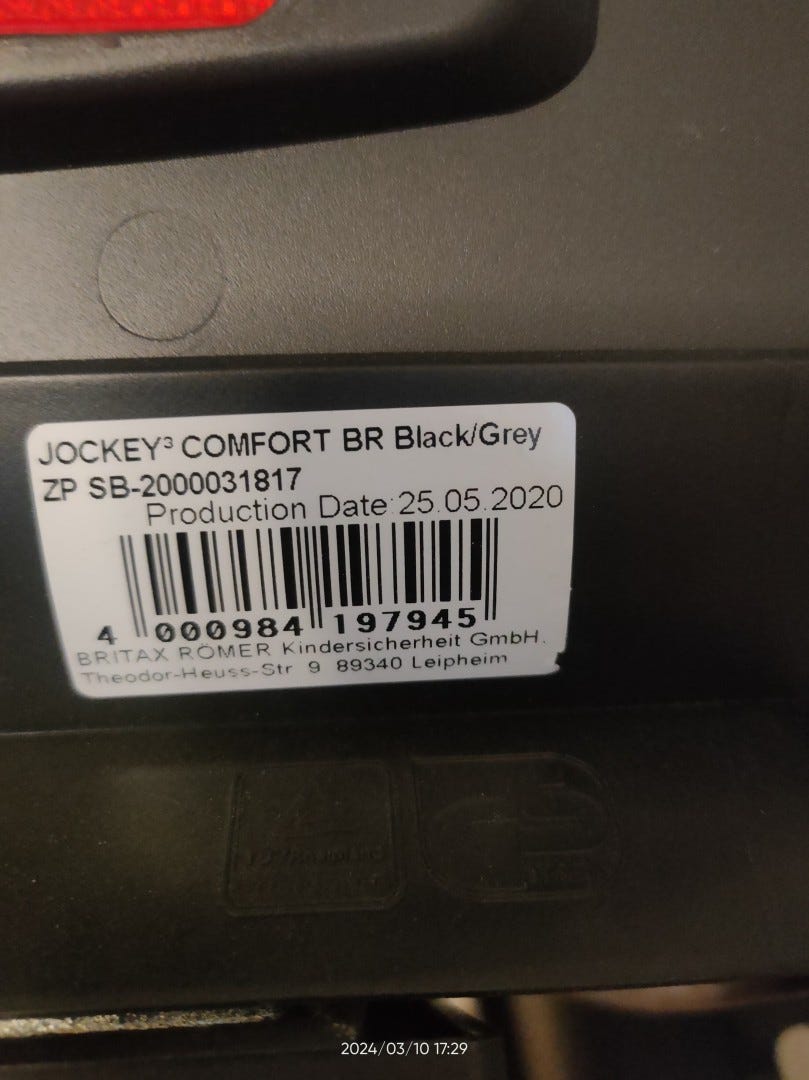 JOCKEY³ COMFORT BR Black/Grey
ZP SB-2000031817
Production Date:25.05.2020
4 000984 197945
BRITAX RÖMER Kindersicherheit GmbH.
Theodor-Heuss-Str 9 89340 Leipheim
2024/03/10 17:29